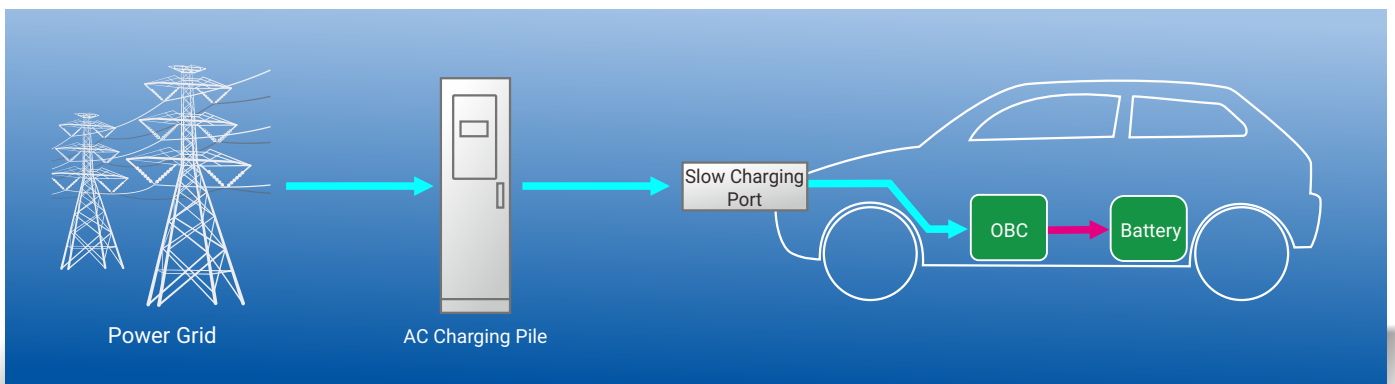 Slow Charging
Port
OBC
Battery
Power Grid
AC Charging Pile